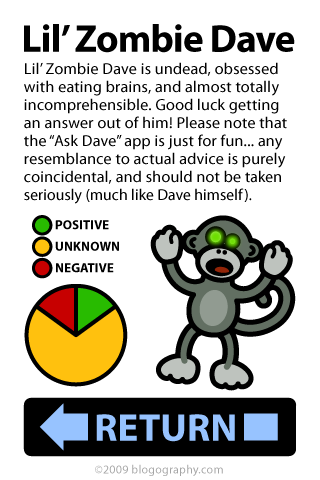 Lil’ Zombie Dave
Lil’ Zombie Dave is undead, obsessed
with eating brains, and almost totally
incomprehensible. Good luck getting
an answer out of him! Please note that
the “Ask Dave” app is just for fun... any
resemblance to actual advice is purely
coincidental, and should not be taken
seriously (much like Dave himself).
POSITIVE
UNKNOWN
NEGATIVE
RETURN
©2009 blogography.com